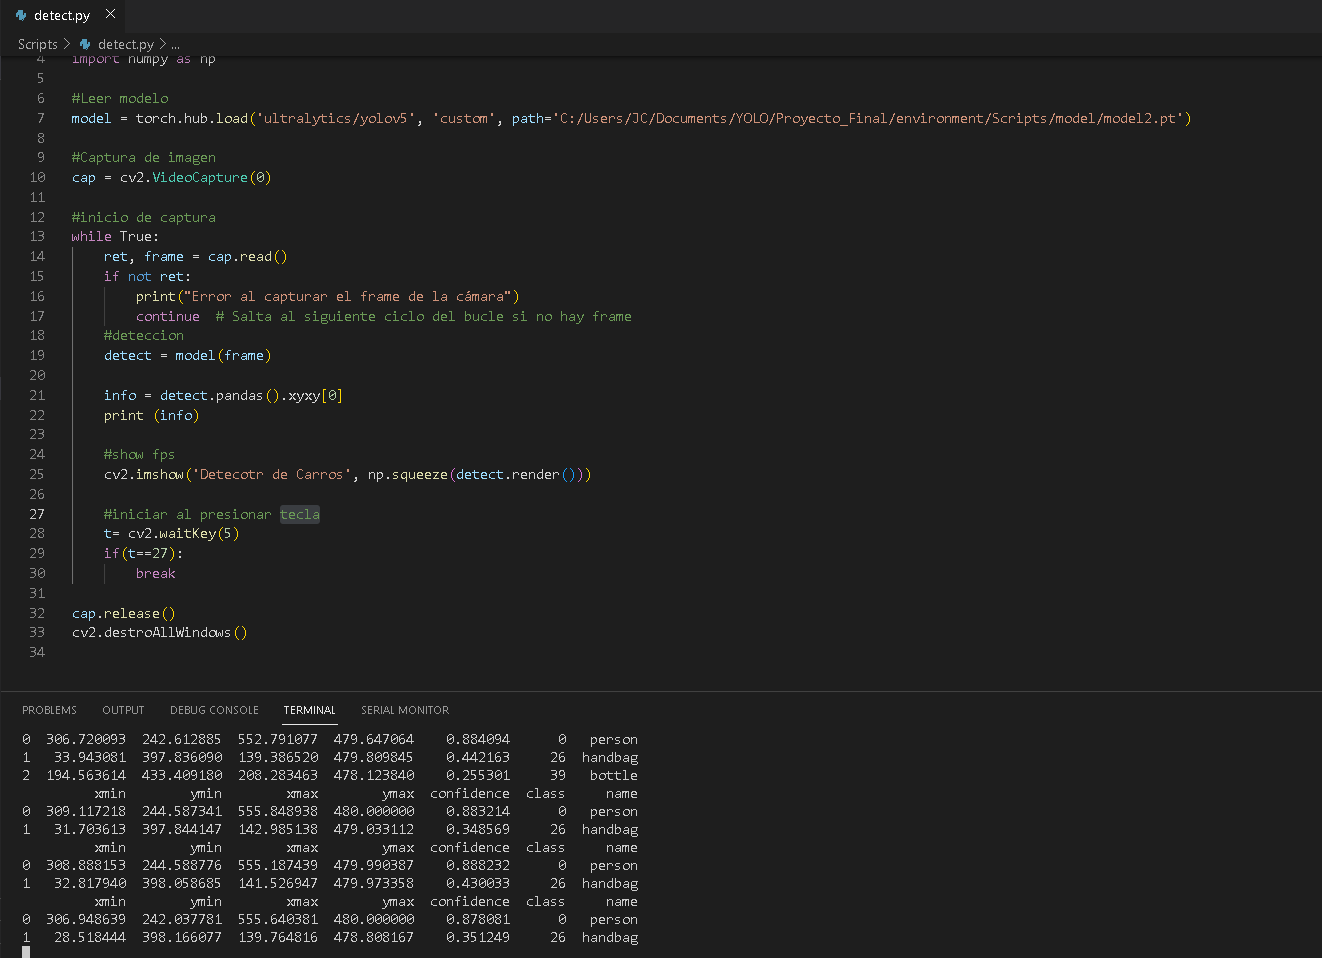 detect.py
Scripts > detect.py > ...
4 import numpy as np
5
6 #Leer modelo
7 model = torch.hub.load('ultralytics/yolov5', 'custom', path='C:/Users/JC/Documents/YOLO/Proyecto_Final/environment/Scripts/model/model2.pt')
8
9 #Captura de imagen
10 cap = cv2.VideoCapture(0)
11
12 #inicio de captura
13 while True:
14 ret, frame = cap.read()
15 if not ret:
16 print("Error al capturar el frame de la cámara")
17 continue # Salta al siguiente ciclo del bucle si no hay frame
18 #deteccion
19 detect = model(frame)
20
21 info = detect.pandas().xyxy[0]
22 print (info)
23
24 #show fps
25 cv2.imshow('Detecotr de Carros', np.squeeze(detect.render()))
26
27 #iniciar al presionar tecla
28 t= cv2.waitKey(5)
29 if(t==27):
30 break
31
32 cap.release()
33 cv2.destroAllWindows()
34
PROBLEMS OUTPUT DEBUG CONSOLE TERMINAL SERIAL MONITOR
0 306.720093 242.612885 552.791077 479.647064 0.884094 0 person
1 33.943081 397.836090 139.386520 479.809845 0.442163 26 handbag
2 194.563614 433.409180 208.283463 478.123840 0.255301 39 bottle
xmin ymin xmax ymax confidence class name
0 309.117218 244.587341 555.848938 480.000000 0.883214 0 person
1 31.703613 397.844147 142.985138 479.033112 0.348569 26 handbag
xmin ymin xmax ymax confidence class name
0 308.888153 244.588776 555.187439 479.990387 0.888232 0 person
1 32.817940 398.058685 141.526947 479.973358 0.430033 26 handbag
xmin ymin xmax ymax confidence class name
0 306.948639 242.037781 555.640381 480.000000 0.878081 0 person
1 28.518444 398.166077 139.764816 478.808167 0.351249 26 handbag